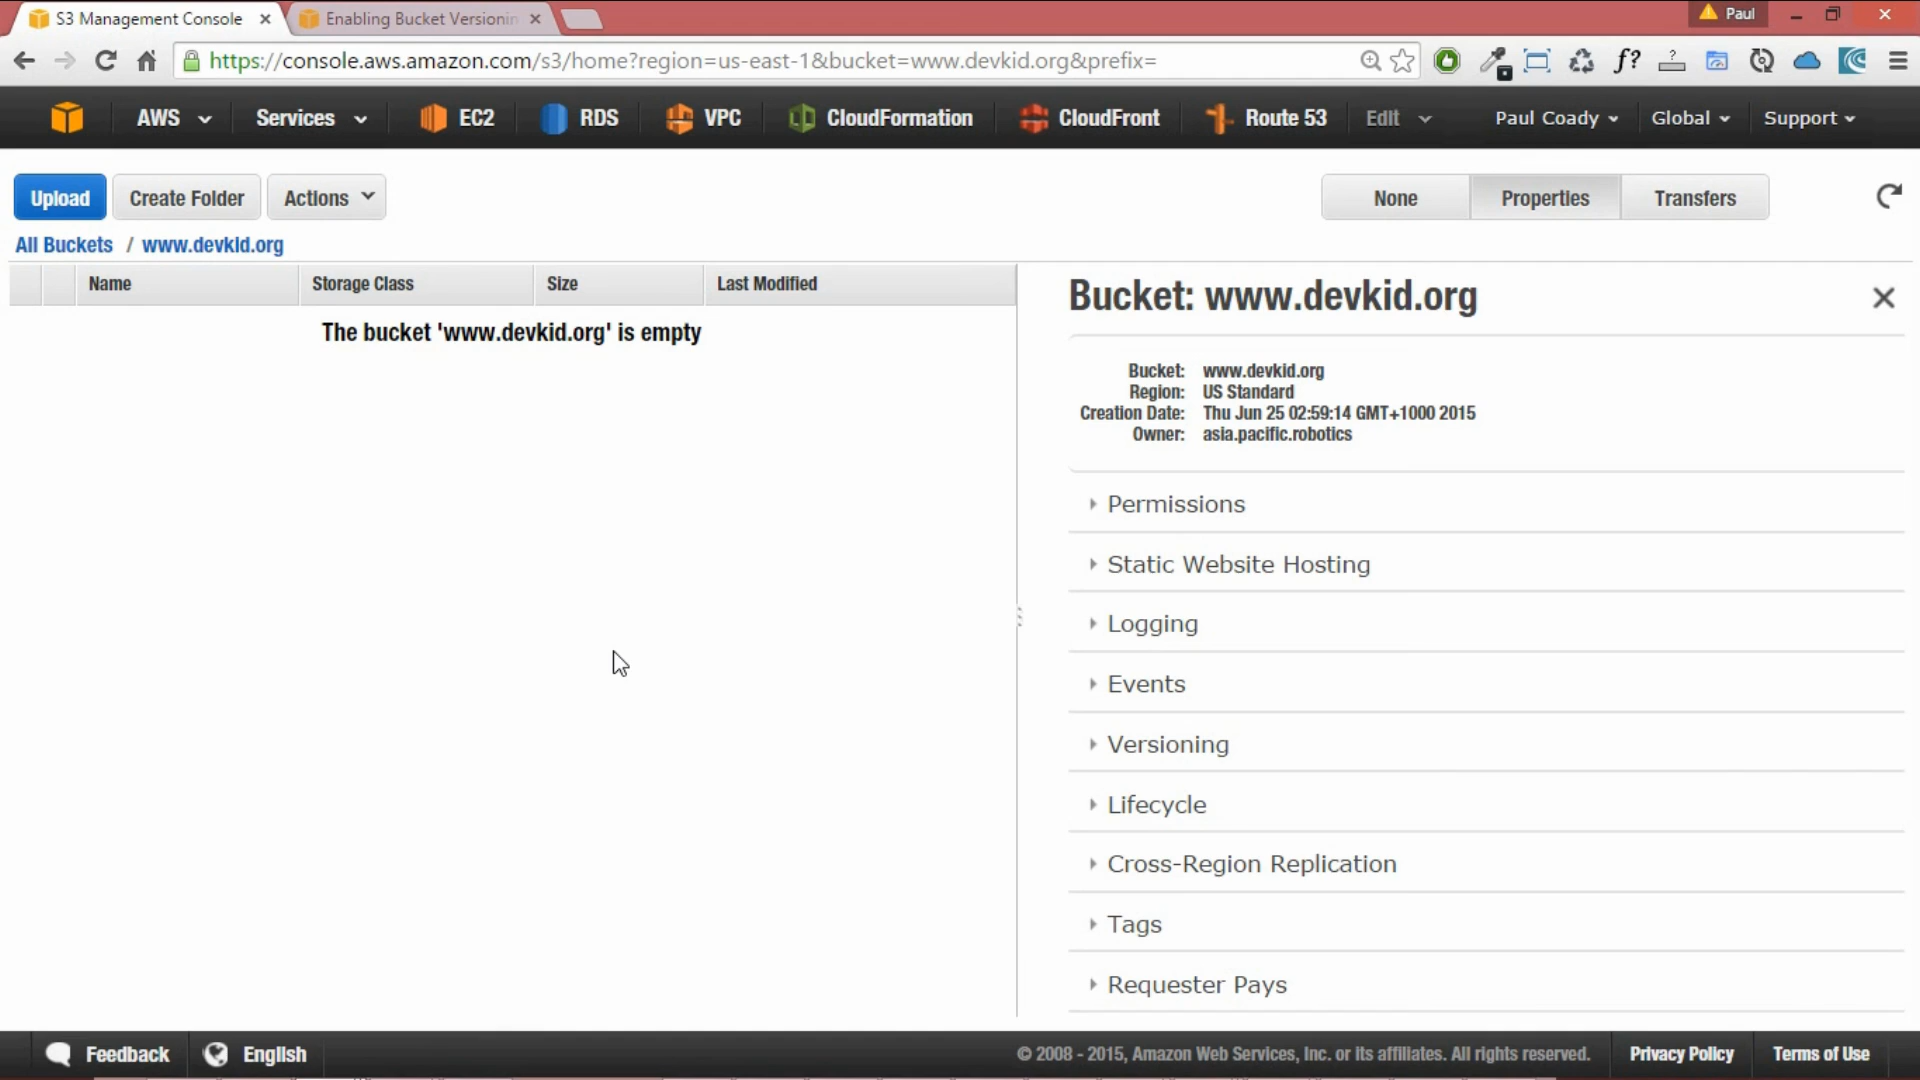 S3 Management Console
Enabling Bucket Versionin
Paul
https://console.aws.amazon.com/s3/home?region=us-east-1&bucket=www.devkid.org&prefix=
f?
AWS Services EC2 RDS VPC CloudFormation CloudFront Route 53 Edit Paul Coady Global Support
Upload Create Folder Actions None Properties Transfers
All Buckets / www.devkid.org
Name Storage Class Size Last Modified
The bucket 'www.devkid.org' is empty
Bucket: www.devkid.org
Bucket: www.devkid.org
Region: US Standard
Creation Date: Thu Jun 25 02:59:14 GMT+1000 2015
Owner: asia.pacific.robotics
Permissions
Static Website Hosting
Logging
Events
Versioning
Lifecycle
Cross-Region Replication
Tags
Requester Pays
Feedback English © 2008 - 2015, Amazon Web Services, Inc. or its affiliates. All rights reserved. Privacy Policy Terms of Use